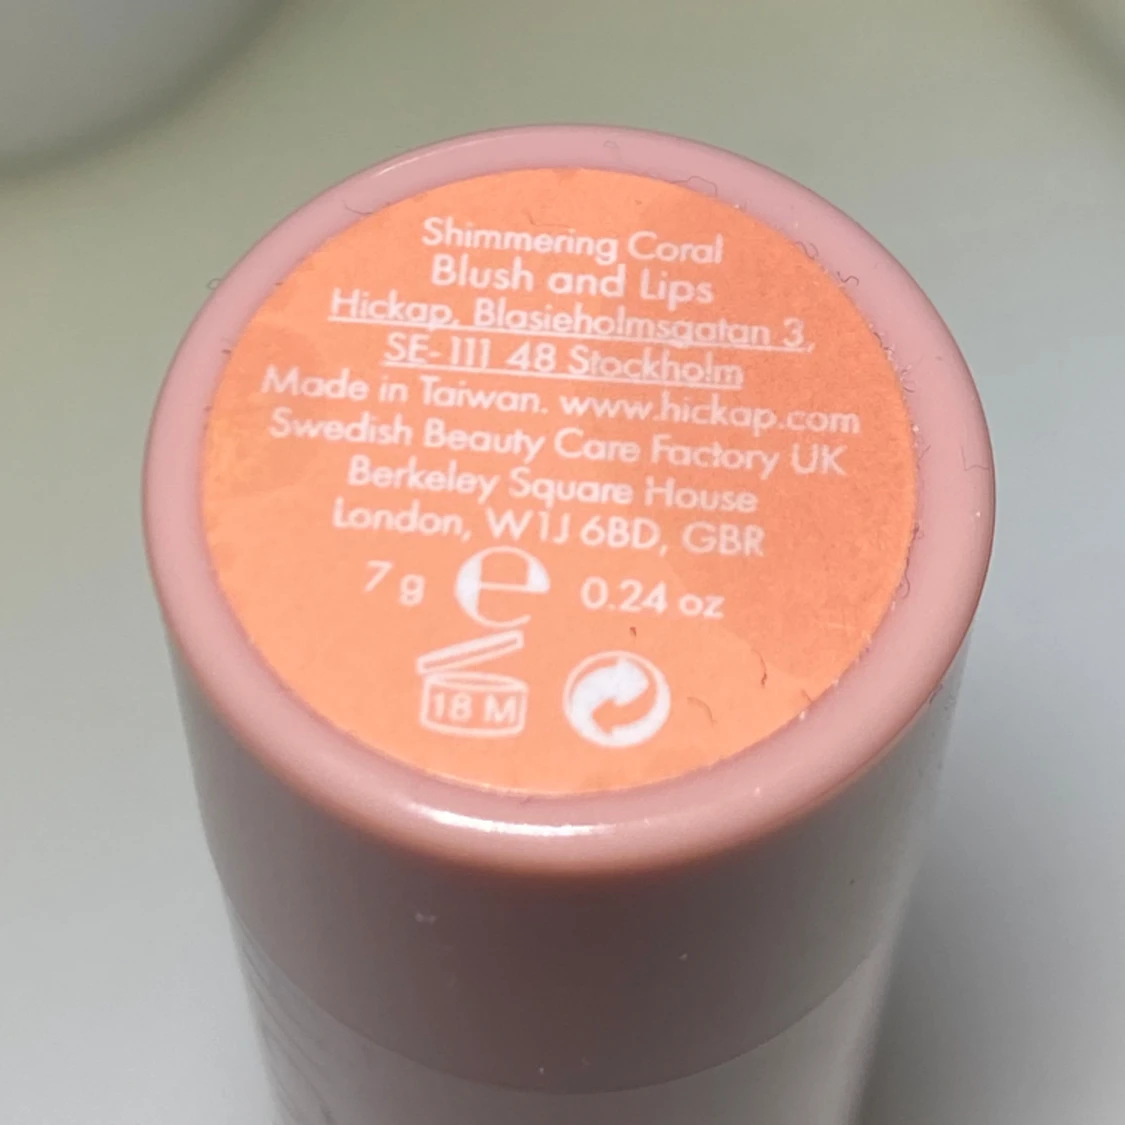 Shimmering Coral
Blush and Lips
Hickap, Blasieholmsgatan 3,
SE-111 48 Stockholm
Made in Taiwan. www.hickap.com
Swedish Beauty Care Factory UK
Berkeley Square House
London, W1J 6BD, GBR
7 g e 0.24 oz
18 M